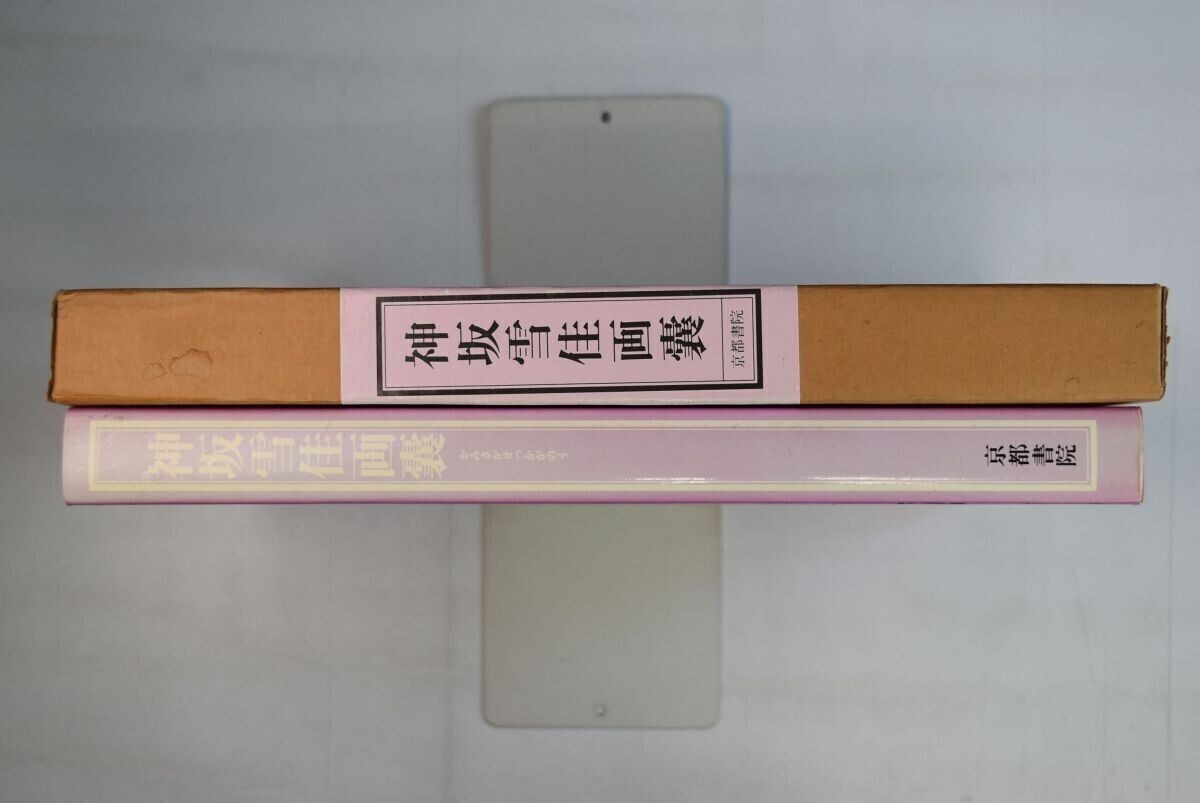 神坂雪佳画嚢
京都書院
神坂雪佳画嚢
かみさかせつかがのう
京都書院